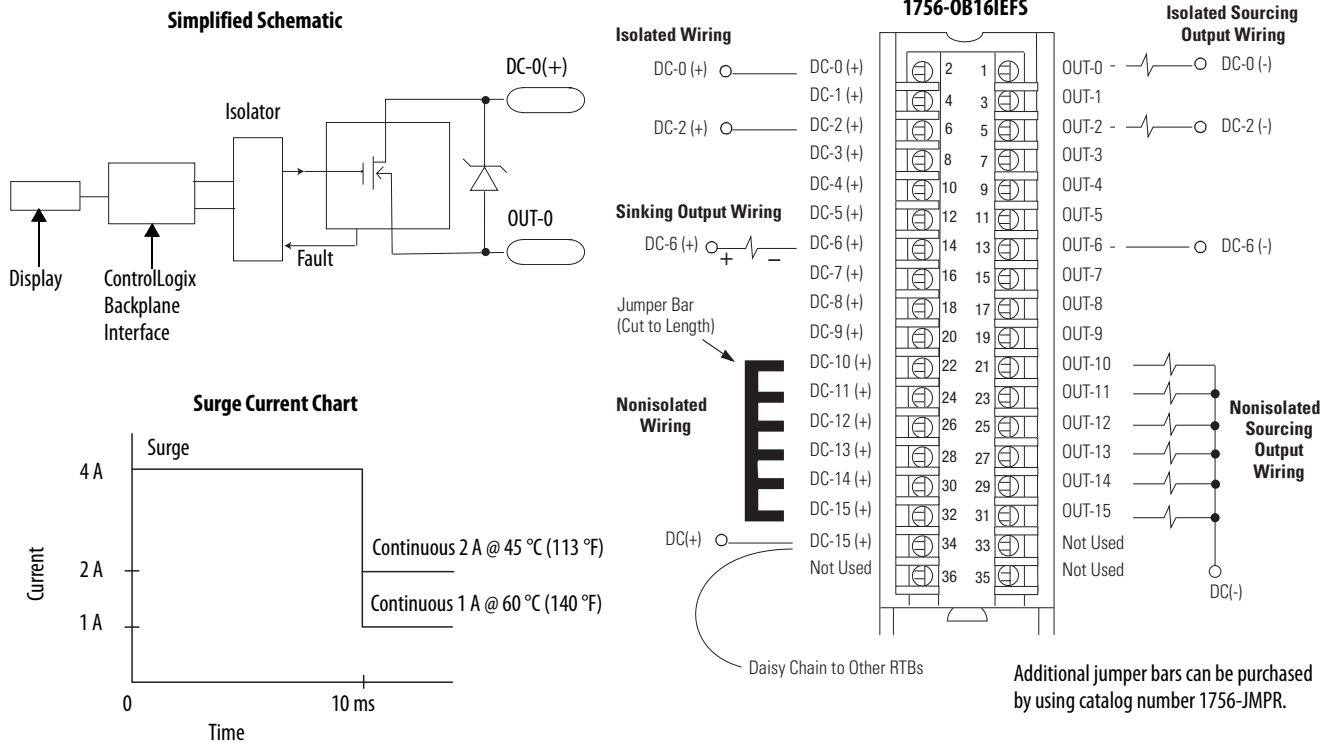 Simplified Schematic
DC-0(+)
Isolator
OUT-0
Fault
Display
ControlLogix
Backplane
Interface
Surge Current Chart
Surge
4 A
2 A
1 A
Current
Continuous 2 A @ 45 °C (113 °F)
Continuous 1 A @ 60 °C (140 °F)
0
10 ms
Time
1756-OB16IEFS
Isolated Wiring
Isolated Sourcing
Output Wiring
DC-0 (+) DC-0 (+) 2 1 OUT-0 DC-0 (-)
DC-1 (+) 4 3 OUT-1
DC-2 (+) DC-2 (+) 6 5 OUT-2 DC-2 (-)
DC-3 (+) 8 7 OUT-3
DC-4 (+) 10 9 OUT-4
Sinking Output Wiring
DC-5 (+) 12 11 OUT-5
DC-6 (+) + – DC-6 (+) 14 13 OUT-6 DC-6 (-)
DC-7 (+) 16 15 OUT-7
Jumper Bar
(Cut to Length)
DC-8 (+) 18 17 OUT-8
DC-9 (+) 20 19 OUT-9
DC-10 (+) 22 21 OUT-10
DC-11 (+) 24 23 OUT-11
Nonisolated
Wiring
DC-12 (+) 26 25 OUT-12
DC-13 (+) 28 27 OUT-13
DC-14 (+) 30 29 OUT-14
DC-15 (+) 32 31 OUT-15
Nonisolated
Sourcing
Output
Wiring
DC(+) DC-15 (+) 34 33 Not Used
Not Used 36 35 Not Used
DC(-)
Daisy Chain to Other RTBs
Additional jumper bars can be purchased
by using catalog number 1756-JMPR.